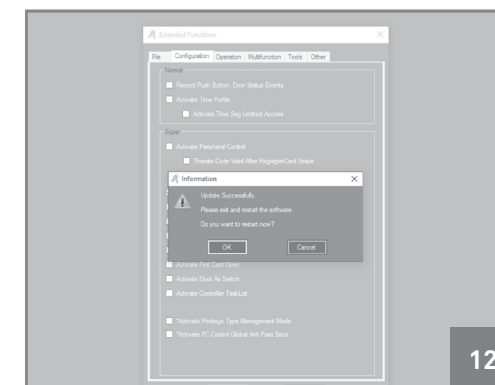 Extended Functions
File Configuration Operation Multifunction Tools Other
Normal
Record Push Button, Door Status Events
Activate Time Profile
Activate Time Seg Limited Access
Super
Activate Peripheral Control
Threate Code Valid After RegisterCard Swipe
Information
Update Successfully.
Please exit and restart the software.
Do you want to restart now?
OK Cancel
Activate First Card Open
Activate Door As Switch
Activate Controller TaskList
*Activate Privilege Type Management Mode
*Activate PC Control Global Anti Pass Back
12